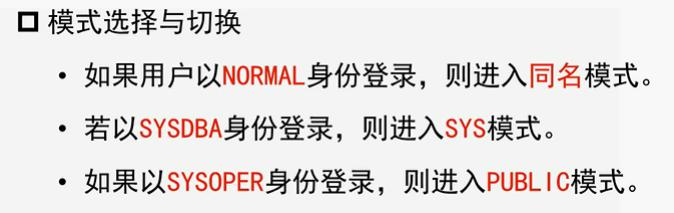 模式选择与切换
• 如果用户以NORMAL身份登录，则进入同名模式。
• 若以SYSDBA身份登录，则进入SYS模式。
• 如果以SYSOPER身份登录，则进入PUBLIC模式。